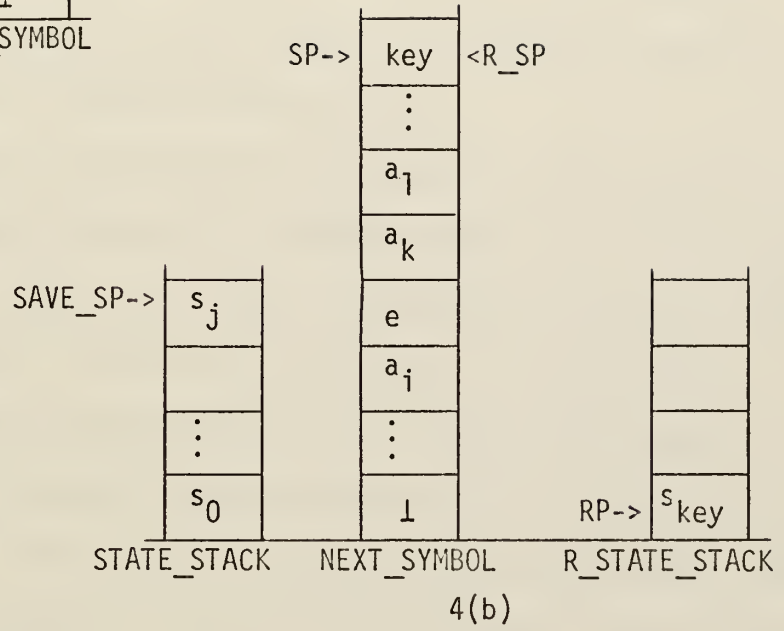 SYMBOL
SP-> key <R_SP
⋮
a1
ak
SAVE_SP-> sj e
ai
⋮ ⋮
s0 ⊥ RP-> skey
STATE_STACK NEXT_SYMBOL R_STATE_STACK
4(b)